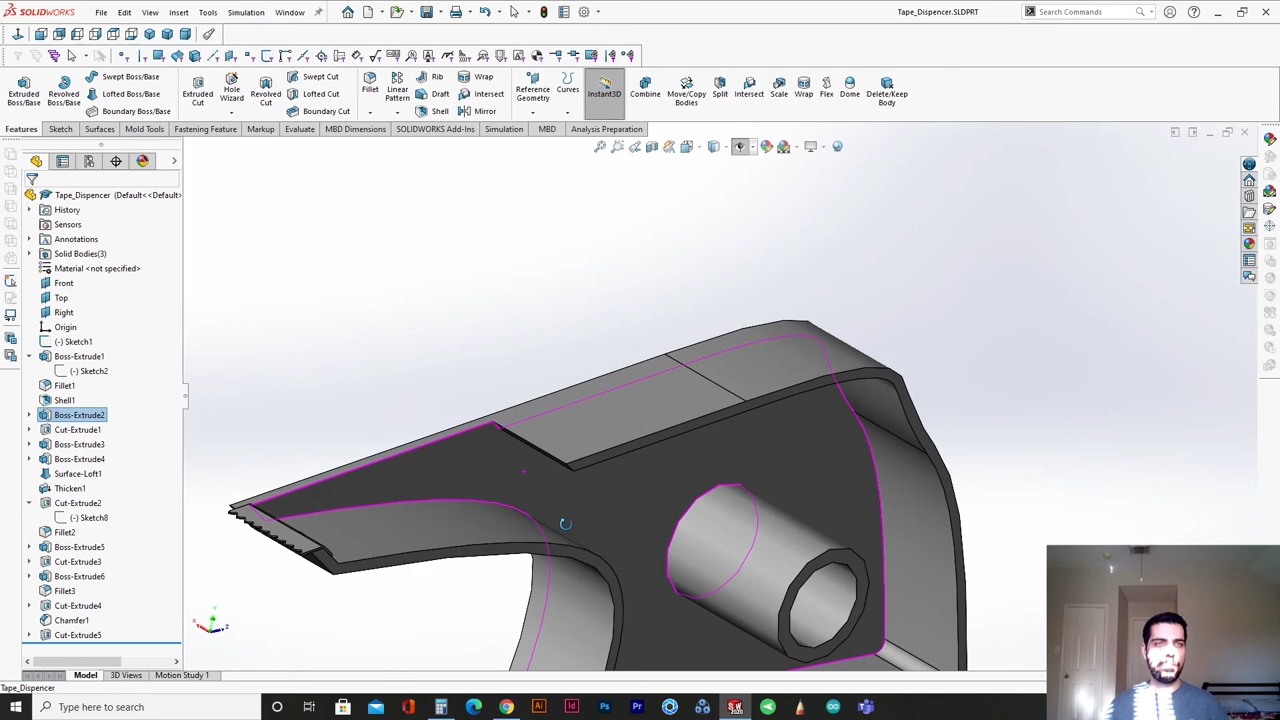 SOLIDWORKS
File Edit View Insert Tools Simulation Window
Tape_Dispencer.SLDPRT
Search Commands
Extruded Boss/Base
Revolved Boss/Base
Swept Boss/Base
Lofted Boss/Base
Boundary Boss/Base
Extruded Cut
Hole Wizard
Revolved Cut
Swept Cut
Lofted Cut
Boundary Cut
Fillet
Linear Pattern
Rib
Draft
Shell
Wrap
Intersect
Mirror
Reference Geometry
Curves
Instant3D
Combine
Move/Copy Bodies
Split
Intersect
Scale
Wrap
Flex
Dome
Delete/Keep Body
Features Sketch Surfaces Mold Tools Fastening Feature Markup Evaluate MBD Dimensions SOLIDWORKS Add-Ins Simulation MBD Analysis Preparation
Tape_Dispencer (Default<<Default>
History
Sensors
Annotations
Solid Bodies(3)
Material <not specified>
Front
Top
Right
Origin
(-) Sketch1
Boss-Extrude1
(-) Sketch2
Fillet1
Shell1
Boss-Extrude2
Cut-Extrude1
Boss-Extrude3
Boss-Extrude4
Surface-Loft1
Thicken1
Cut-Extrude2
(-) Sketch8
Fillet2
Boss-Extrude5
Cut-Extrude3
Boss-Extrude6
Fillet3
Cut-Extrude4
Chamfer1
Cut-Extrude5
Model 3D Views Motion Study 1
Tape_Dispencer
Type here to search